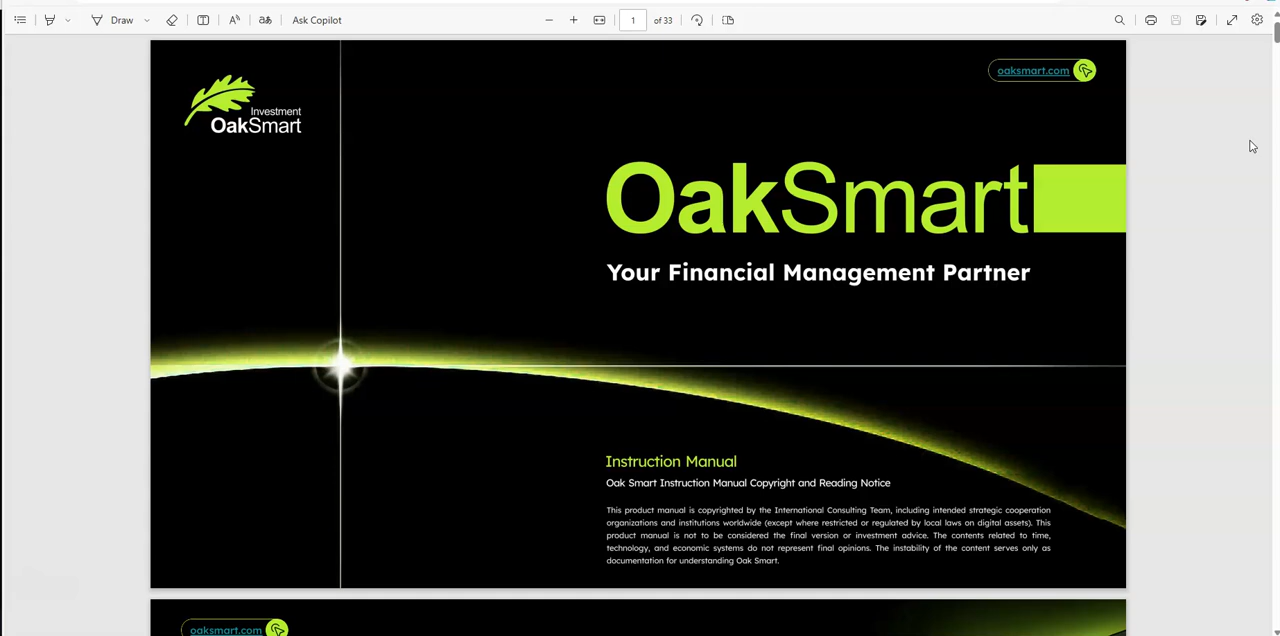 Draw
Ask Copilot
1 of 33
Investment
OakSmart
oaksmart.com
OakSmart
Your Financial Management Partner
Instruction Manual
Oak Smart Instruction Manual Copyright and Reading Notice
This product manual is copyrighted by the International Consulting Team, including intended strategic cooperation
organizations and institutions worldwide (except where restricted or regulated by local laws on digital assets). This
product manual is not to be considered the final version or investment advice. The contents related to time,
technology, and economic systems do not represent final opinions. The instability of the content serves only as
documentation for understanding Oak Smart.
oaksmart.com